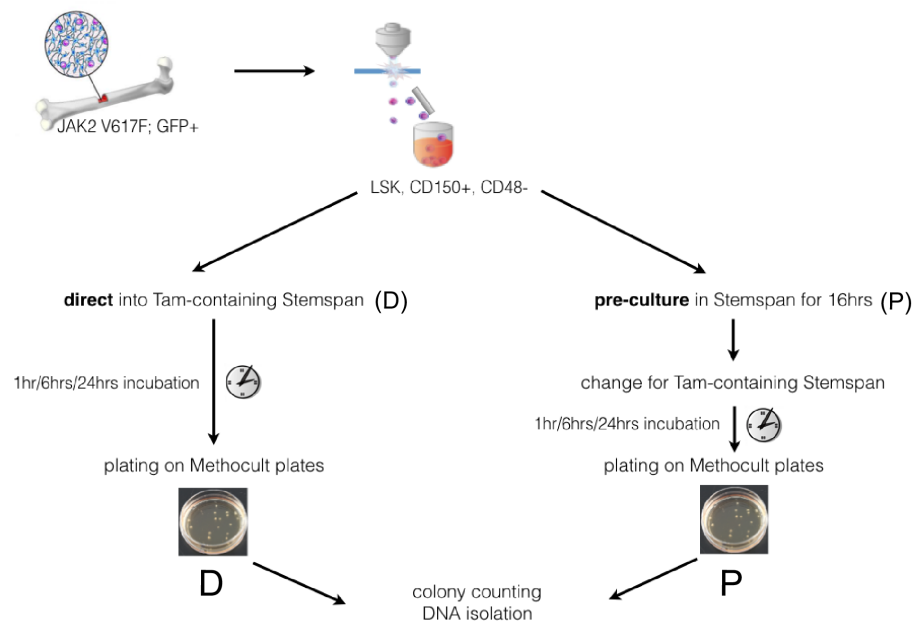 JAK2 V617F; GFP+
LSK, CD150+, CD48-
direct into Tam-containing Stemspan (D)
pre-culture in Stemspan for 16hrs (P)
1hr/6hrs/24hrs incubation
change for Tam-containing Stemspan
1hr/6hrs/24hrs incubation
plating on Methocult plates
plating on Methocult plates
D
P
colony counting
DNA isolation